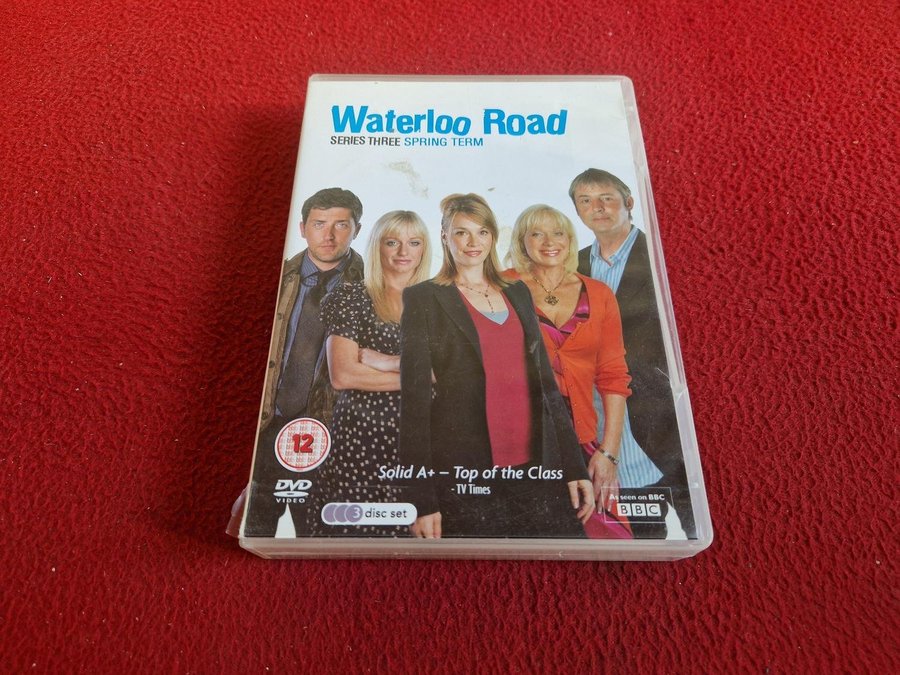 Waterloo Road
SERIES THREE SPRING TERM
12
Solid A+ – Top of the Class
- TV Times
DVD
VIDEO
3 disc set
As seen on BBC
BBC